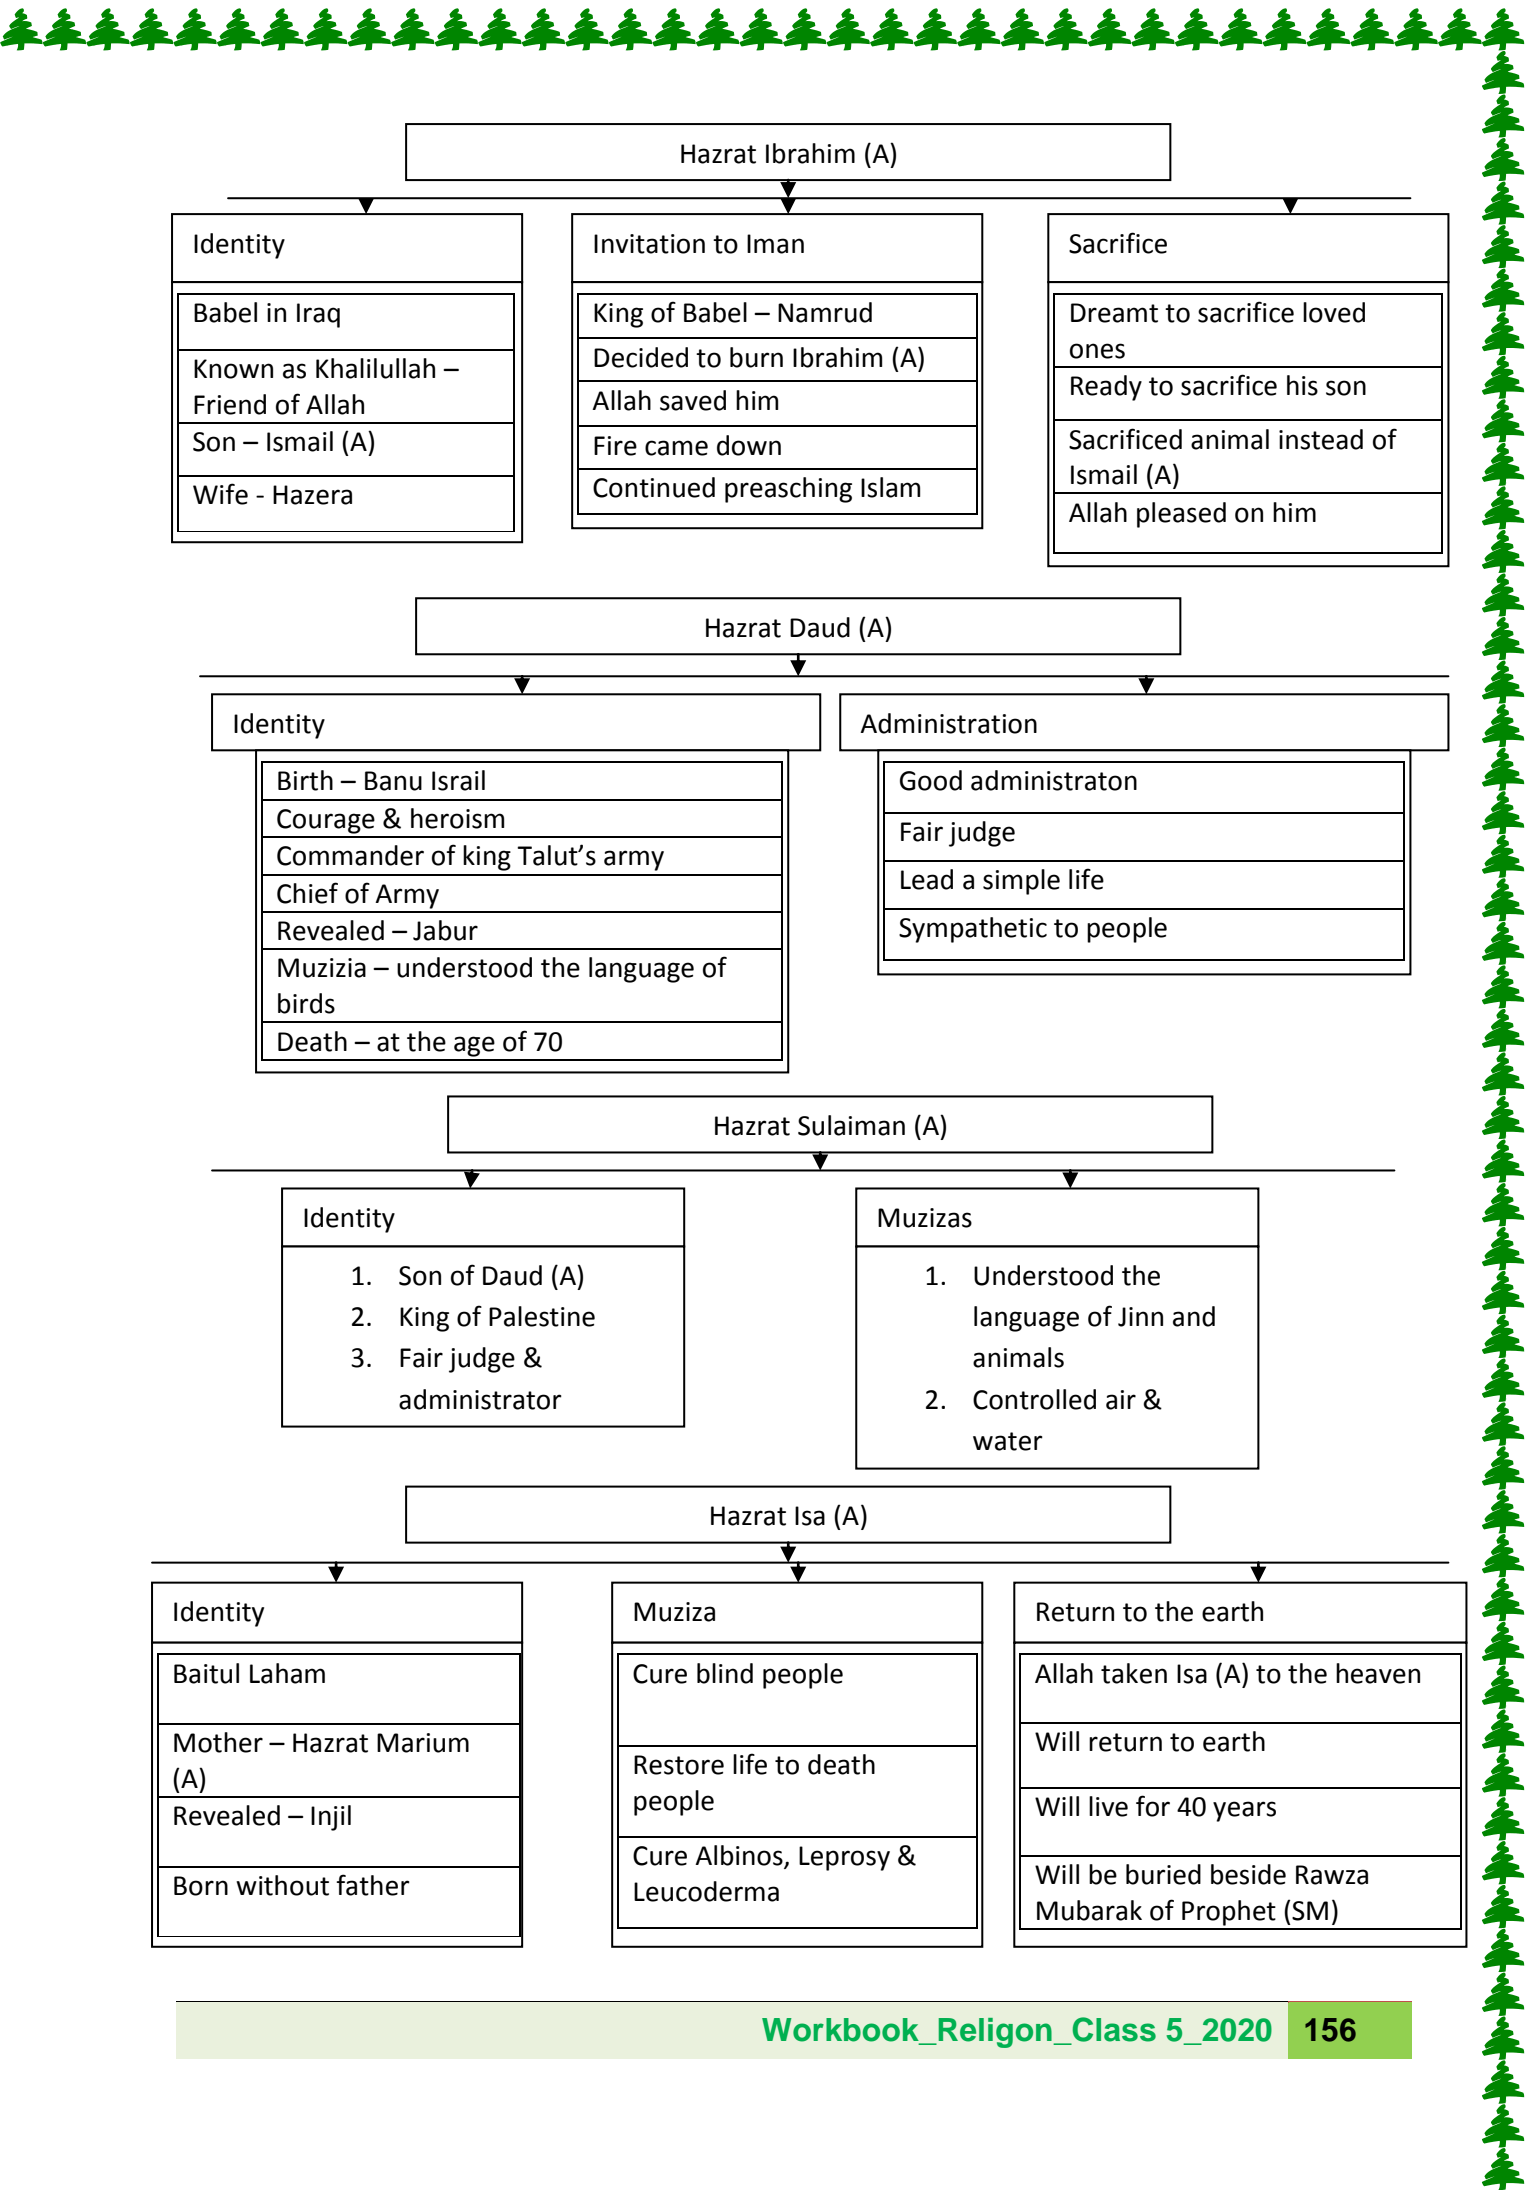 Hazrat Ibrahim (A)
Identity
Babel in Iraq
Known as Khalilullah –
Friend of Allah
Son – Ismail (A)
Wife - Hazera
Invitation to Iman
King of Babel – Namrud
Decided to burn Ibrahim (A)
Allah saved him
Fire came down
Continued preasching Islam
Sacrifice
Dreamt to sacrifice loved
ones
Ready to sacrifice his son
Sacrificed animal instead of
Ismail (A)
Allah pleased on him
Hazrat Daud (A)
Identity
Birth – Banu Israil
Courage & heroism
Commander of king Talut’s army
Chief of Army
Revealed – Jabur
Muzizia – understood the language of
birds
Death – at the age of 70
Administration
Good administraton
Fair judge
Lead a simple life
Sympathetic to people
Hazrat Sulaiman (A)
Identity
1. Son of Daud (A)
2. King of Palestine
3. Fair judge &
administrator
Muzizas
1. Understood the
language of Jinn and
animals
2. Controlled air &
water
Hazrat Isa (A)
Identity
Baitul Laham
Mother – Hazrat Marium
(A)
Revealed – Injil
Born without father
Muziza
Cure blind people
Restore life to death
people
Cure Albinos, Leprosy &
Leucoderma
Return to the earth
Allah taken Isa (A) to the heaven
Will return to earth
Will live for 40 years
Will be buried beside Rawza
Mubarak of Prophet (SM)
Workbook_Religon_Class 5_2020 156